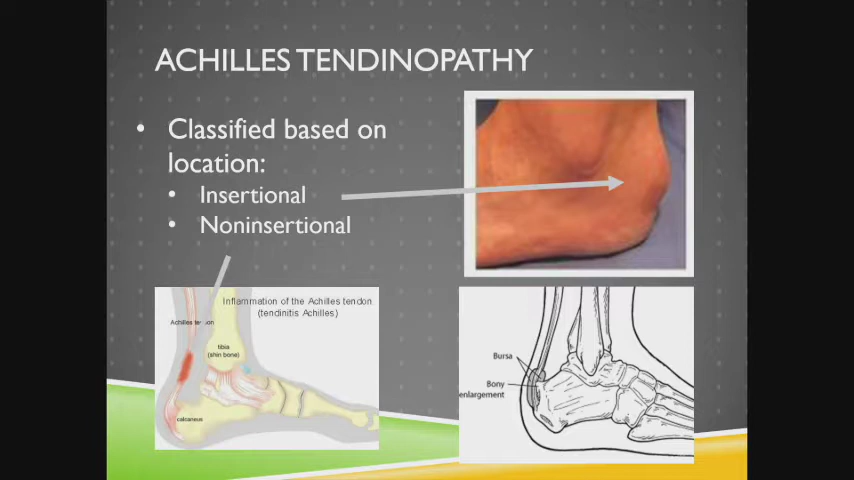 ACHILLES TENDINOPATHY
• Classified based on
location:
• Insertional
• Noninsertional
Inflammation of the Achilles tendon
(tendinitis Achilles)
Achilles
tibia
(shin bone)
calcaneus
Bursa
Bony
enlargement